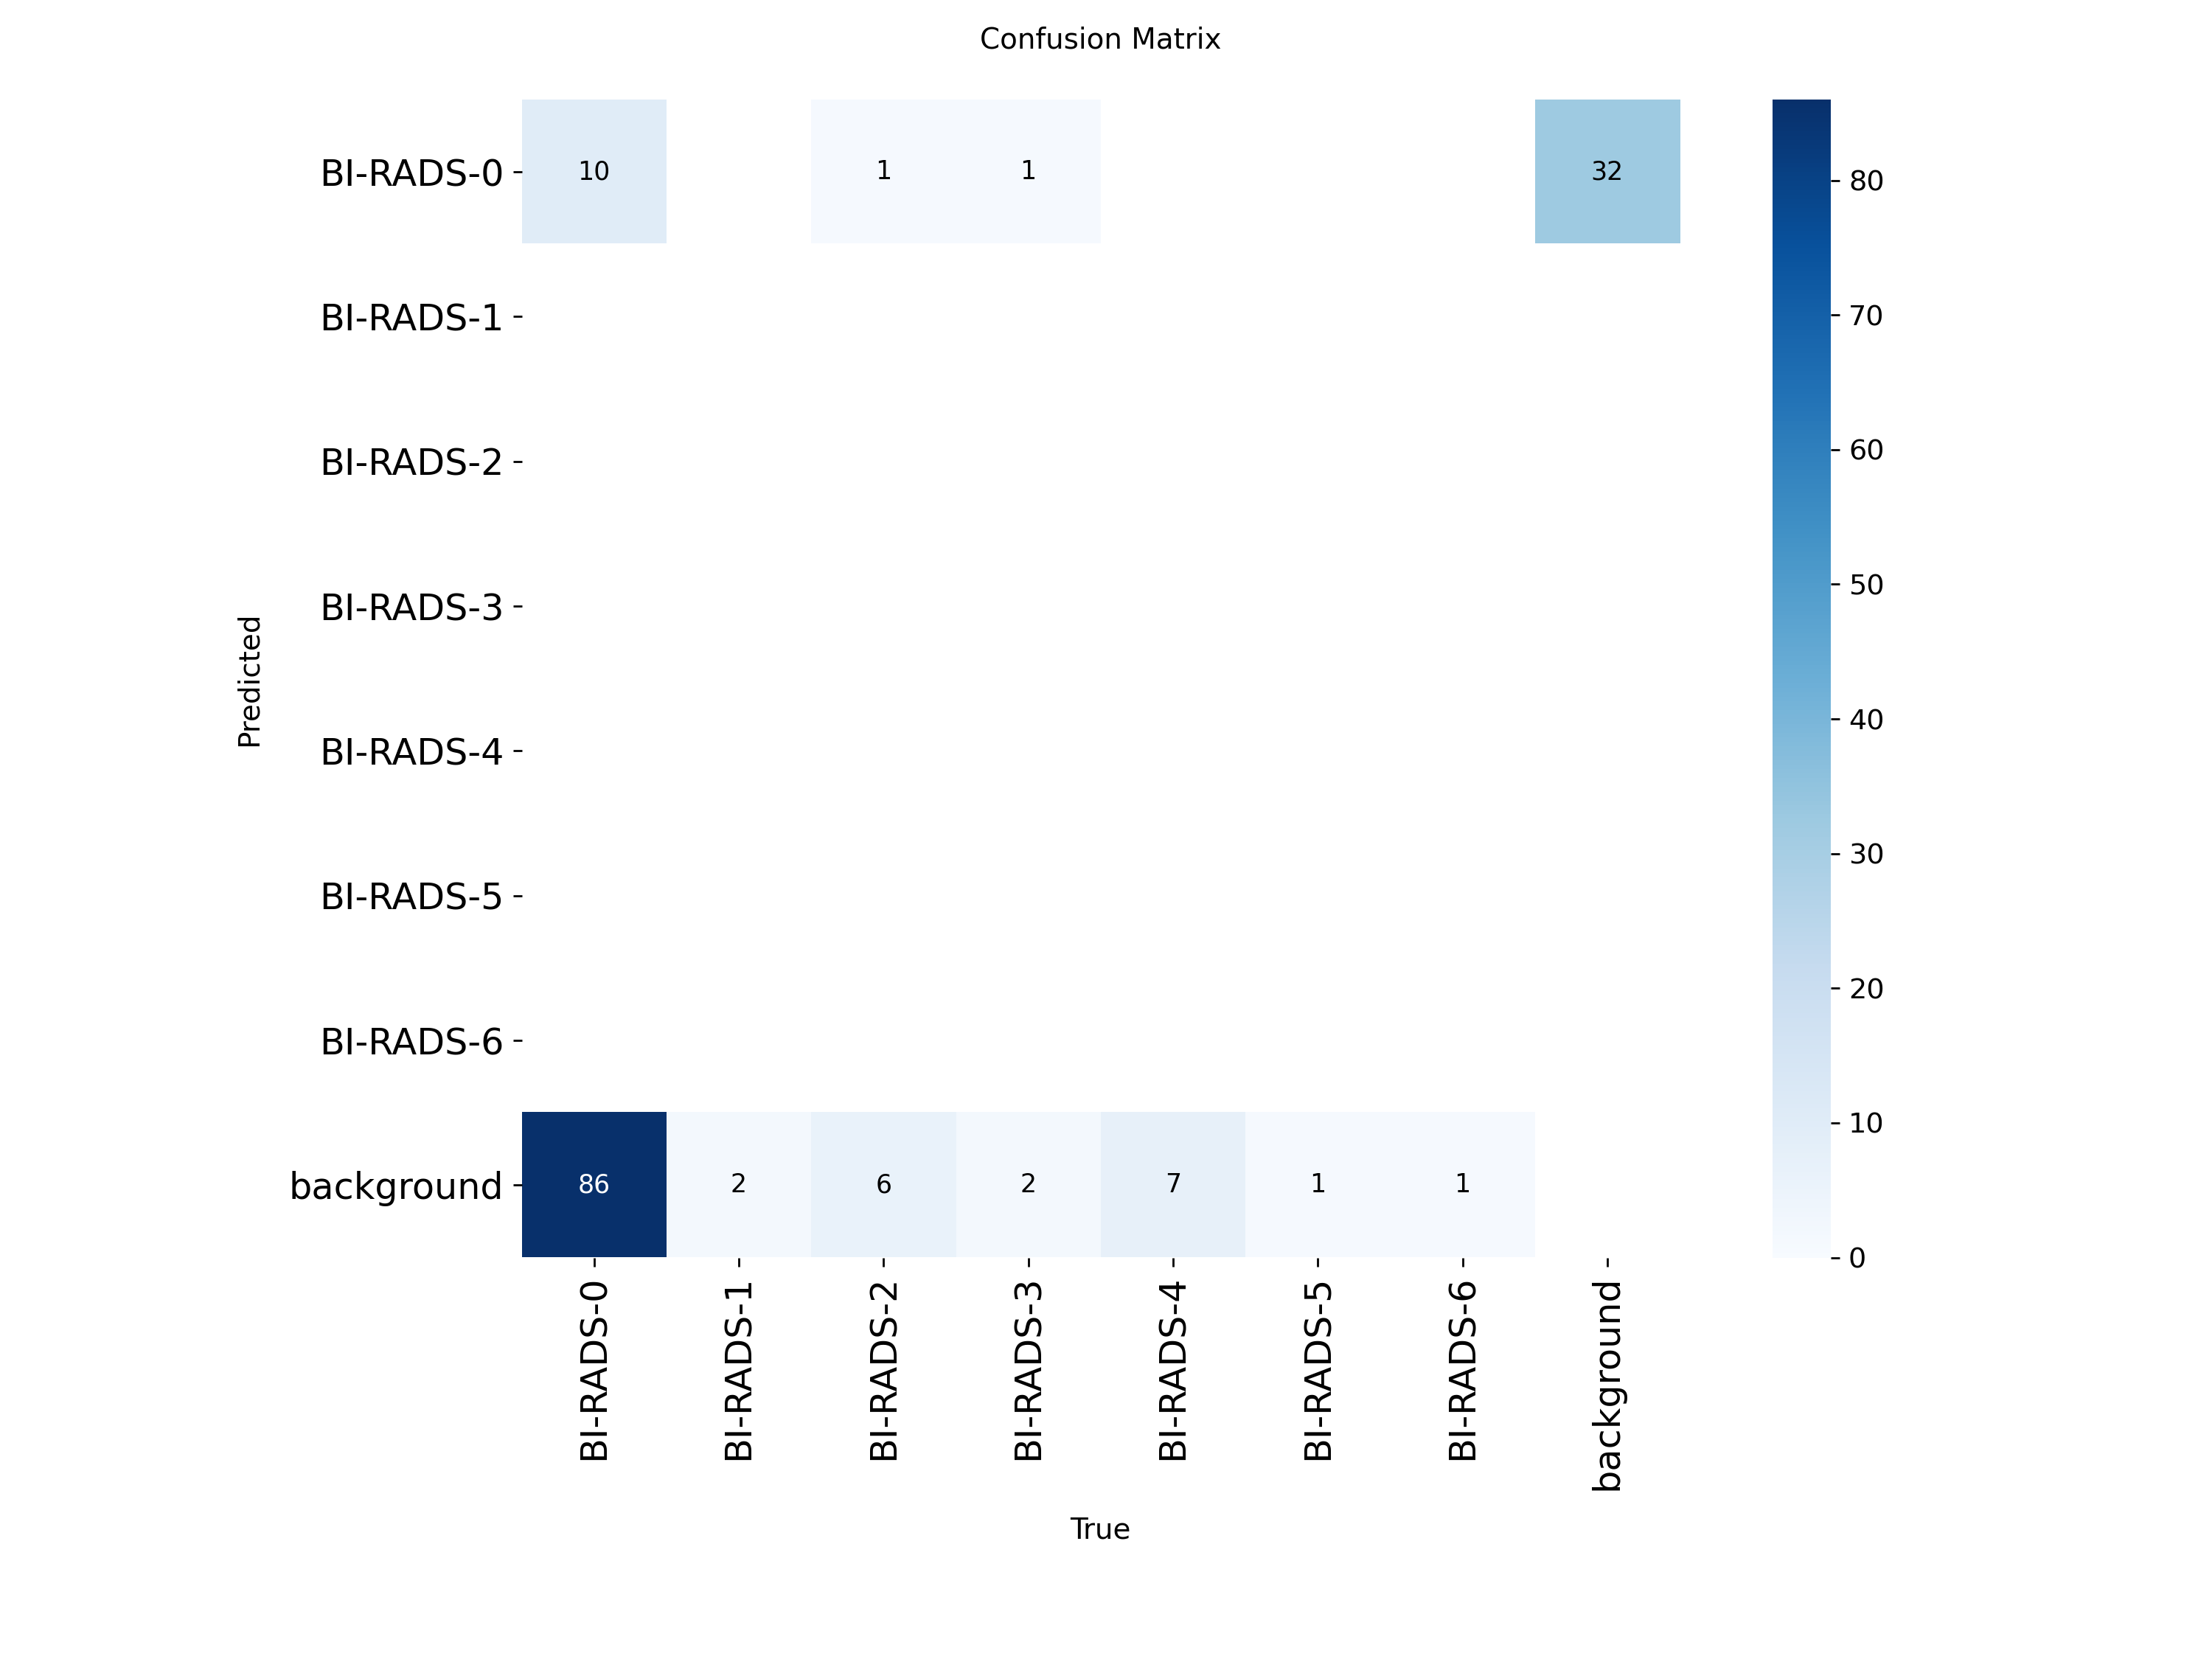 Confusion Matrix
BI-RADS-0
10
1
1
32
BI-RADS-1
BI-RADS-2
BI-RADS-3
BI-RADS-4
BI-RADS-5
BI-RADS-6
background
86
2
6
2
7
1
1
Predicted
BI-RADS-0
BI-RADS-1
BI-RADS-2
BI-RADS-3
BI-RADS-4
BI-RADS-5
BI-RADS-6
background
True
80
70
60
50
40
30
20
10
0